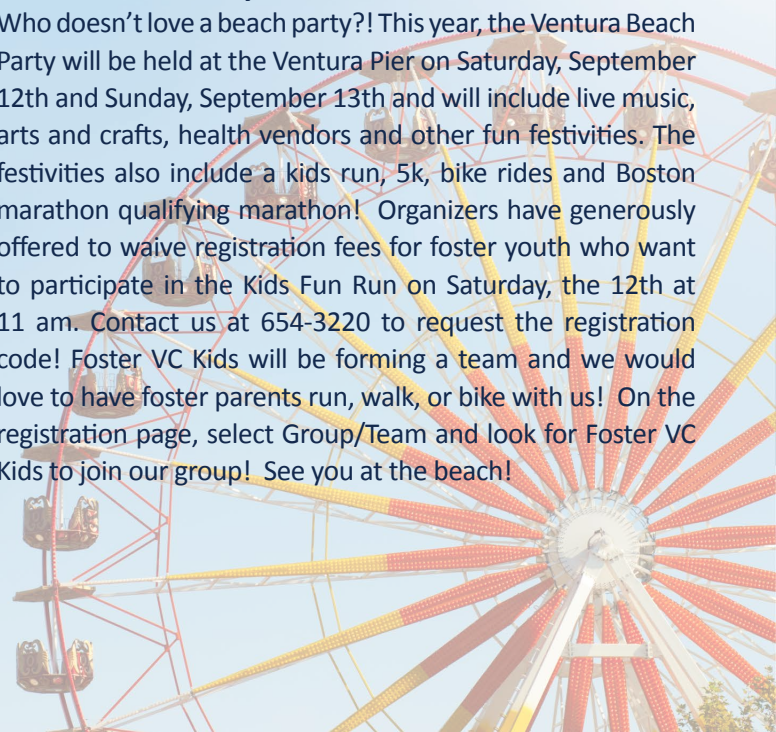 Who doesn't love a beach party?! This year, the Ventura Beach
Party will be held at the Ventura Pier on Saturday, September
12th and Sunday, September 13th and will include live music,
arts and crafts, health vendors and other fun festivities. The
festivities also include a kids run, 5k, bike rides and Boston
marathon qualifying marathon!  Organizers have generously
offered to waive registration fees for foster youth who want
to participate in the Kids Fun Run on Saturday, the 12th at
11 am. Contact us at 654-3220 to request the registration
code! Foster VC Kids will be forming a team and we would
love to have foster parents run, walk, or bike with us!  On the
registration page, select Group/Team and look for Foster VC
Kids to join our group!  See you at the beach!